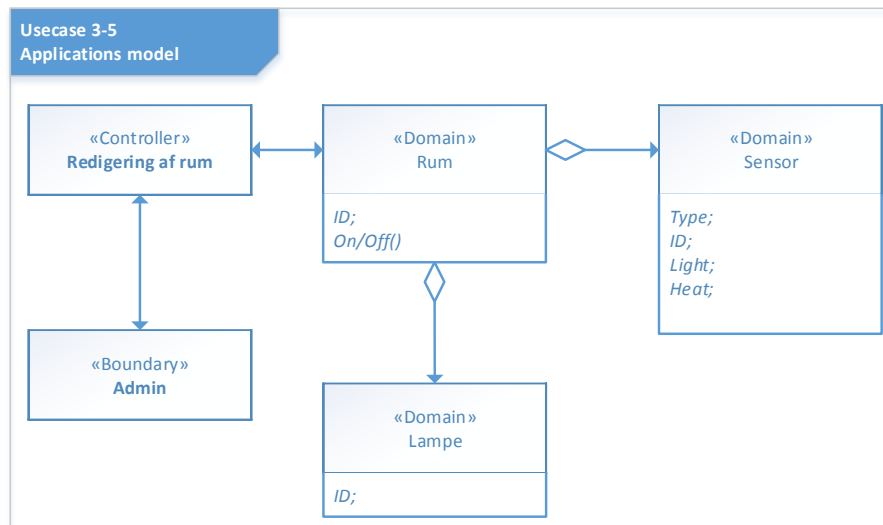 Usecase 3-5
Applications model
«Controller»
Redigering af rum
«Domain»
Rum
ID;
On/Off()
«Domain»
Sensor
Type;
ID;
Light;
Heat;
«Boundary»
Admin
«Domain»
Lampe
ID;